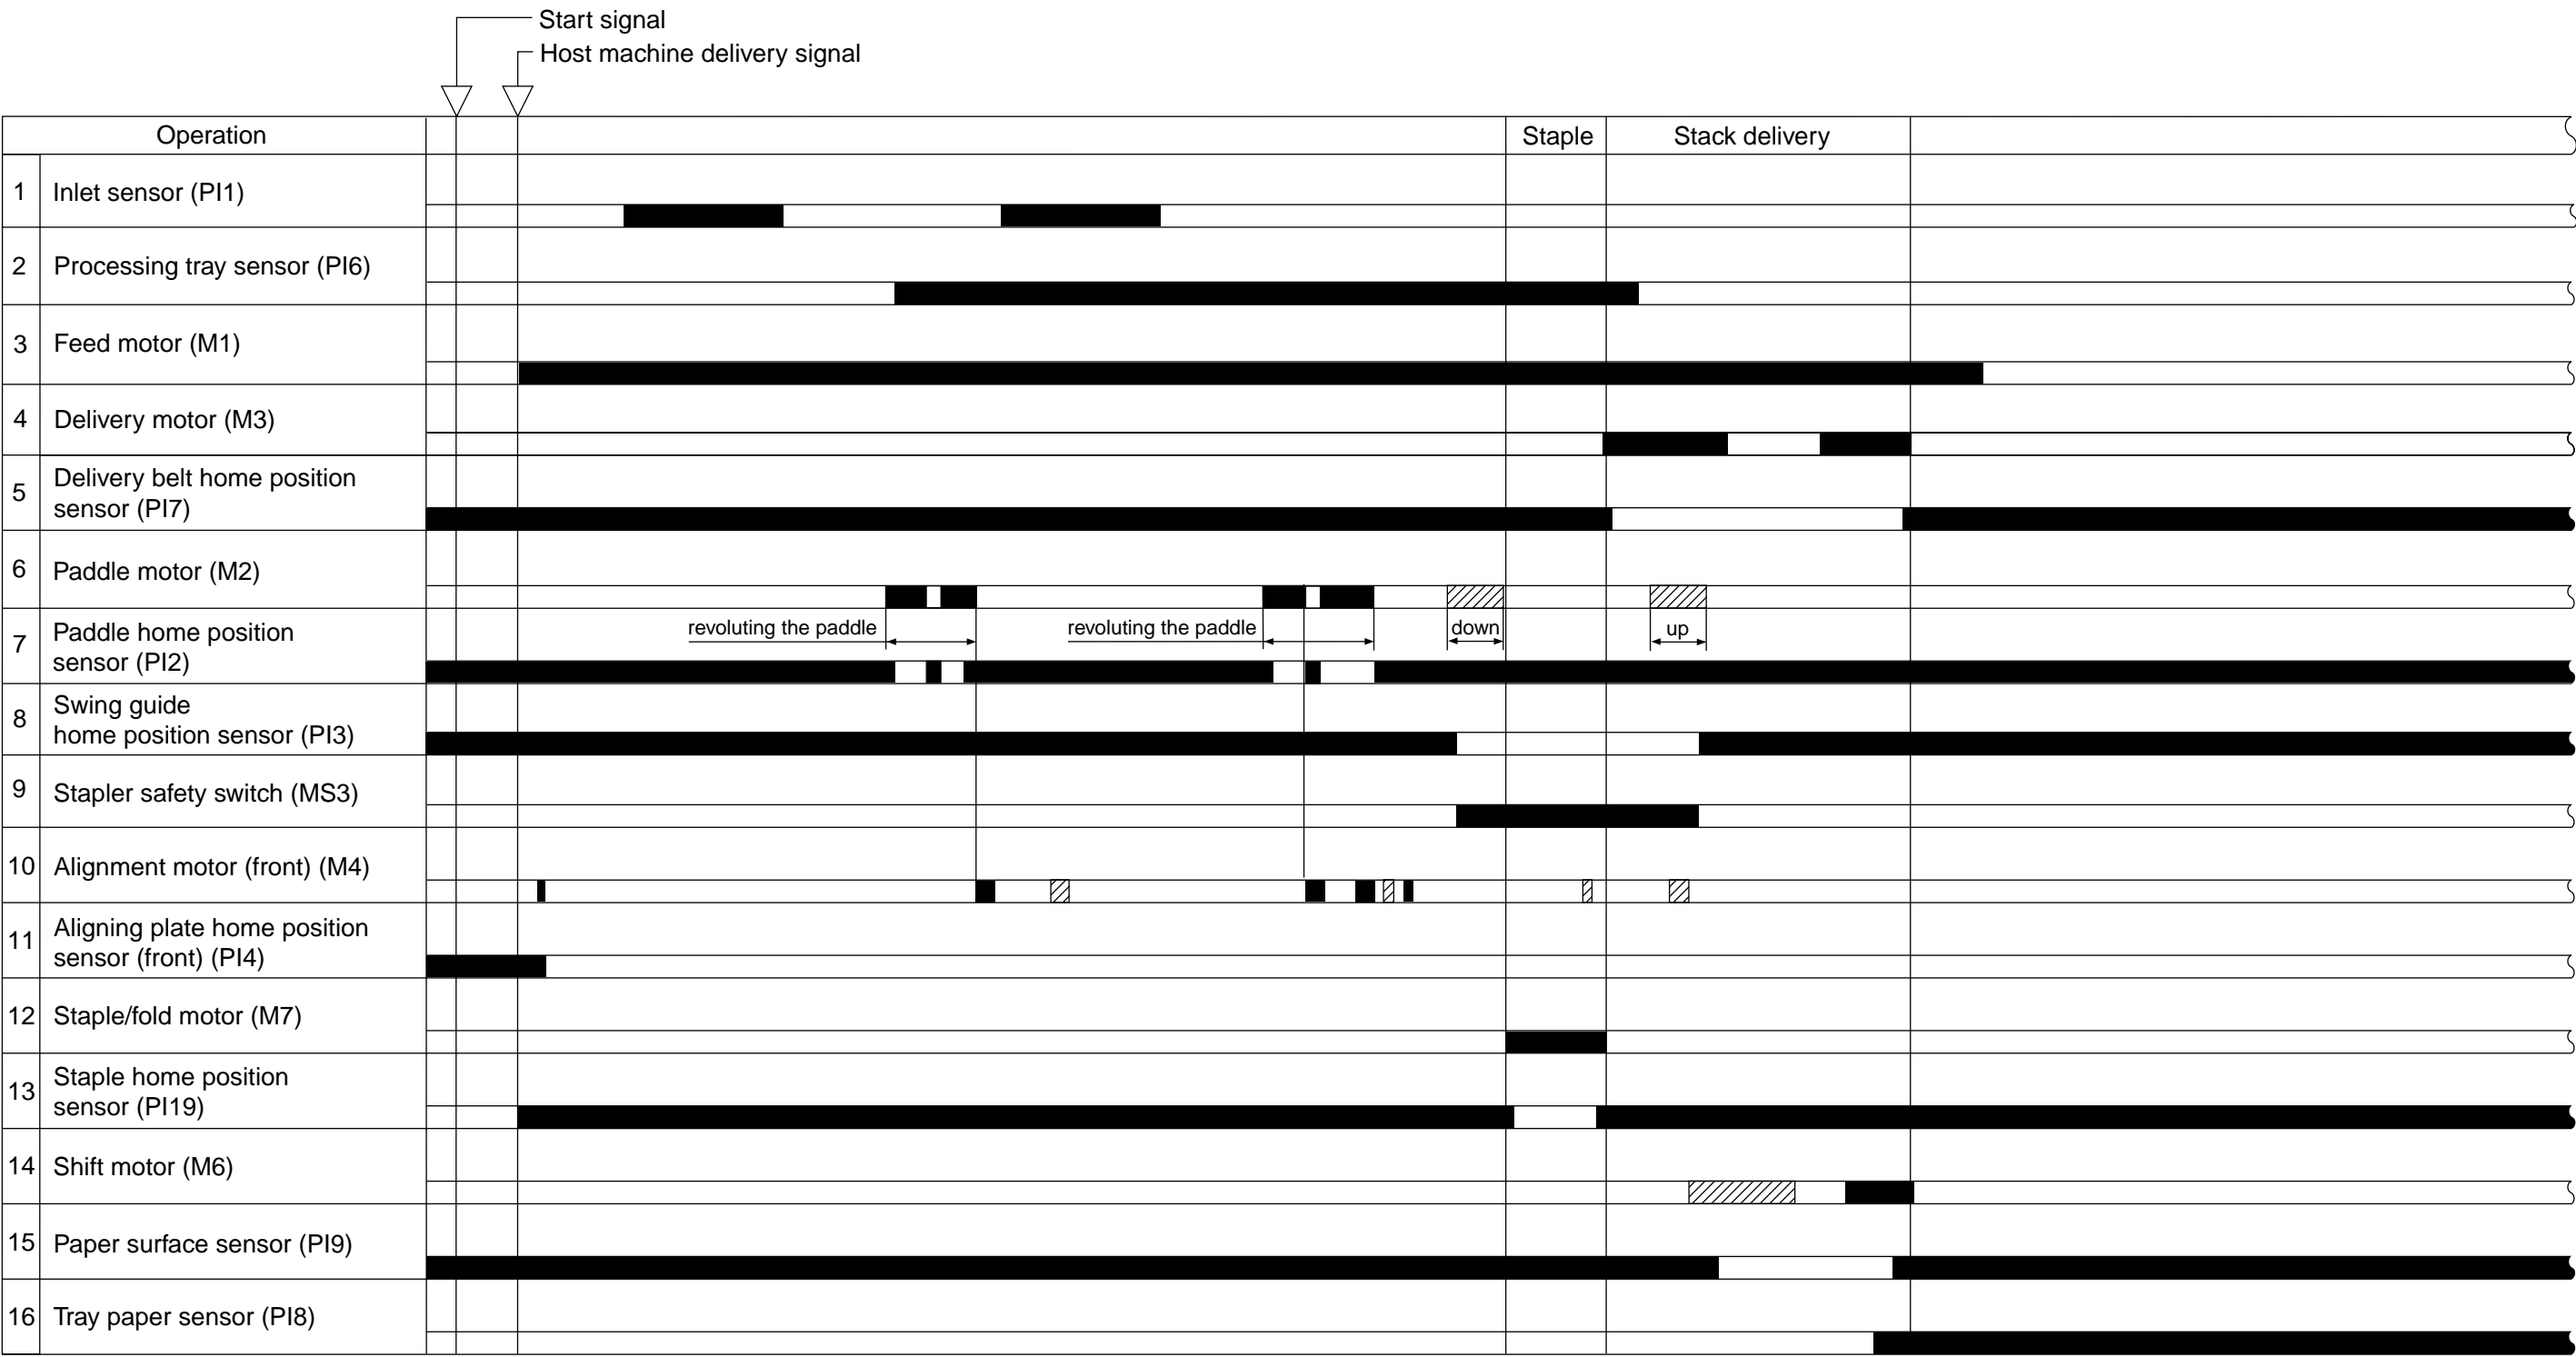 Start signal
Host machine delivery signal
Operation
Staple
Stack delivery
1
Inlet sensor (PI1)
2
Processing tray sensor (PI6)
3
Feed motor (M1)
4
Delivery motor (M3)
5
Delivery belt home position
sensor (PI7)
6
Paddle motor (M2)
7
Paddle home position
sensor (PI2)
revoluting the paddle
revoluting the paddle
down
up
8
Swing guide
home position sensor (PI3)
9
Stapler safety switch (MS3)
10
Alignment motor (front) (M4)
11
Aligning plate home position
sensor (front) (PI4)
12
Staple/fold motor (M7)
13
Staple home position
sensor (PI19)
14
Shift motor (M6)
15
Paper surface sensor (PI9)
16
Tray paper sensor (PI8)